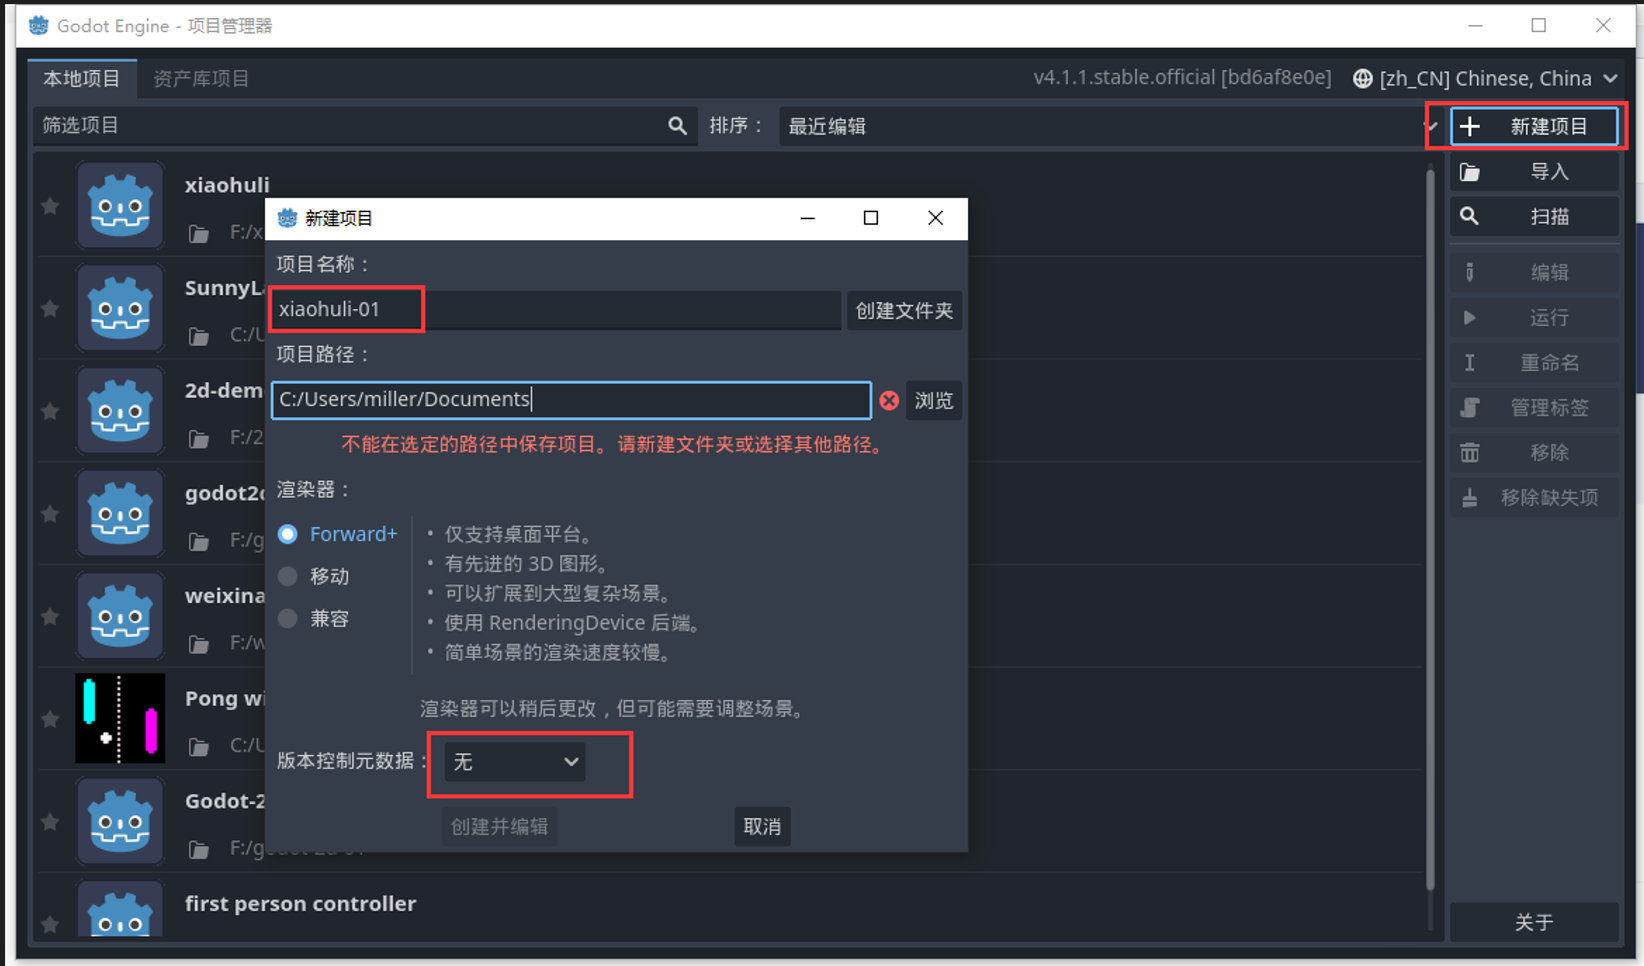 Godot Engine - 项目管理器
本地项目
资产库项目
v4.1.1.stable.official [bd6af8e0e]
[zh_CN] Chinese, China
筛选项目
排序：
最近编辑
新建项目
导入
扫描
编辑
运行
重命名
管理标签
移除
移除缺失项
关于
xiaohuli
F:/x
SunnyLa
C:/U
2d-dem
F:/2
godot2d
F:/g
weixina
F:/w
Pong wi
C:/U
Godot-2
F:/godot-2d-01
first person controller
新建项目
项目名称：
xiaohuli-01
创建文件夹
项目路径：
C:/Users/miller/Documents
浏览
不能在选定的路径中保存项目。请新建文件夹或选择其他路径。
渲染器：
Forward+
移动
兼容
• 仅支持桌面平台。
• 有先进的 3D 图形。
• 可以扩展到大型复杂场景。
• 使用 RenderingDevice 后端。
• 简单场景的渲染速度较慢。
渲染器可以稍后更改，但可能需要调整场景。
版本控制元数据：
无
创建并编辑
取消